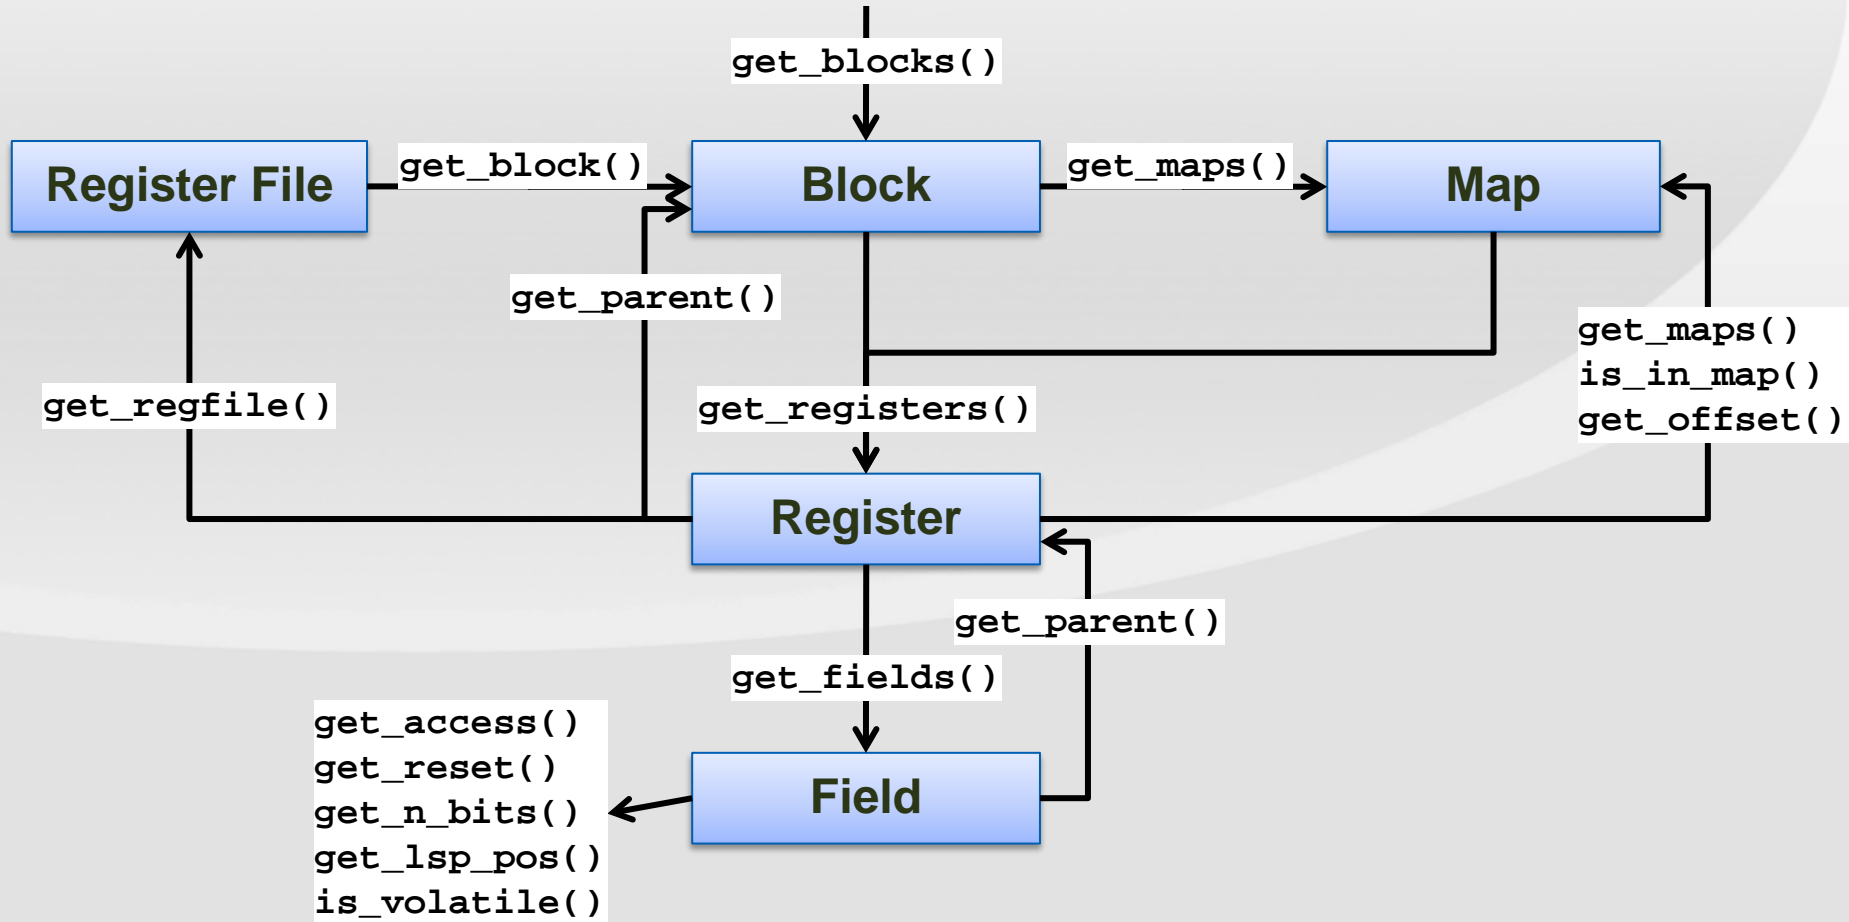 get_blocks()
Register File
get_block()
Block
get_maps()
Map
get_parent()
get_maps()
is_in_map()
get_offset()
get_regfile()
get_registers()
Register
get_parent()
get_fields()
get_access()
get_reset()
get_n_bits()
get_lsp_pos()
is_volatile()
Field